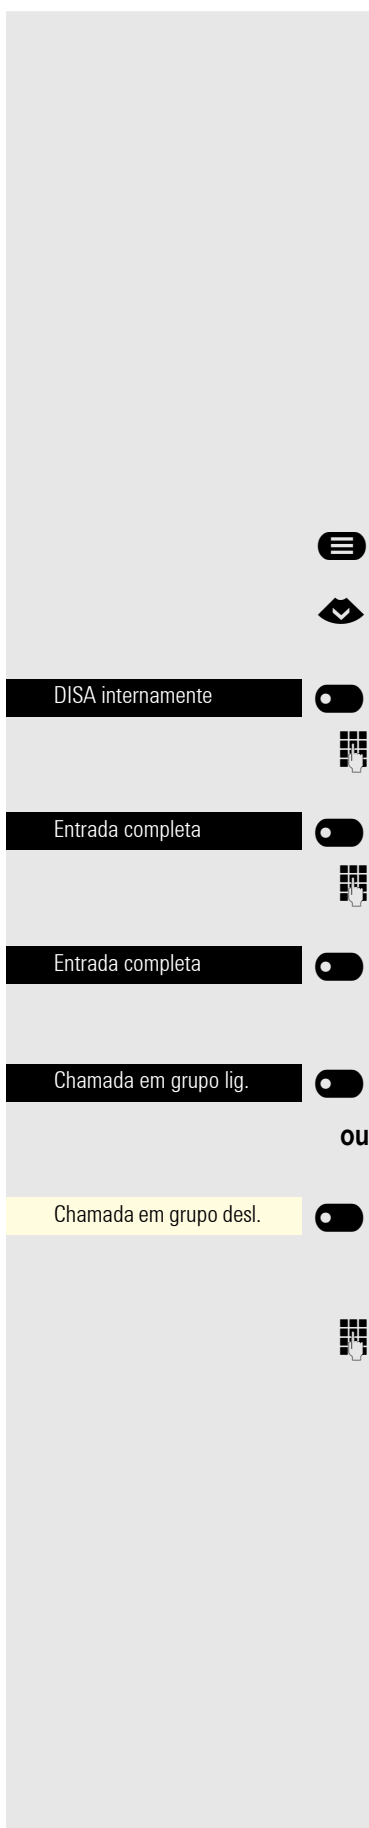 DISA internamente
Entrada completa
Entrada completa
Chamada em grupo lig.
ou
Chamada em grupo desl.